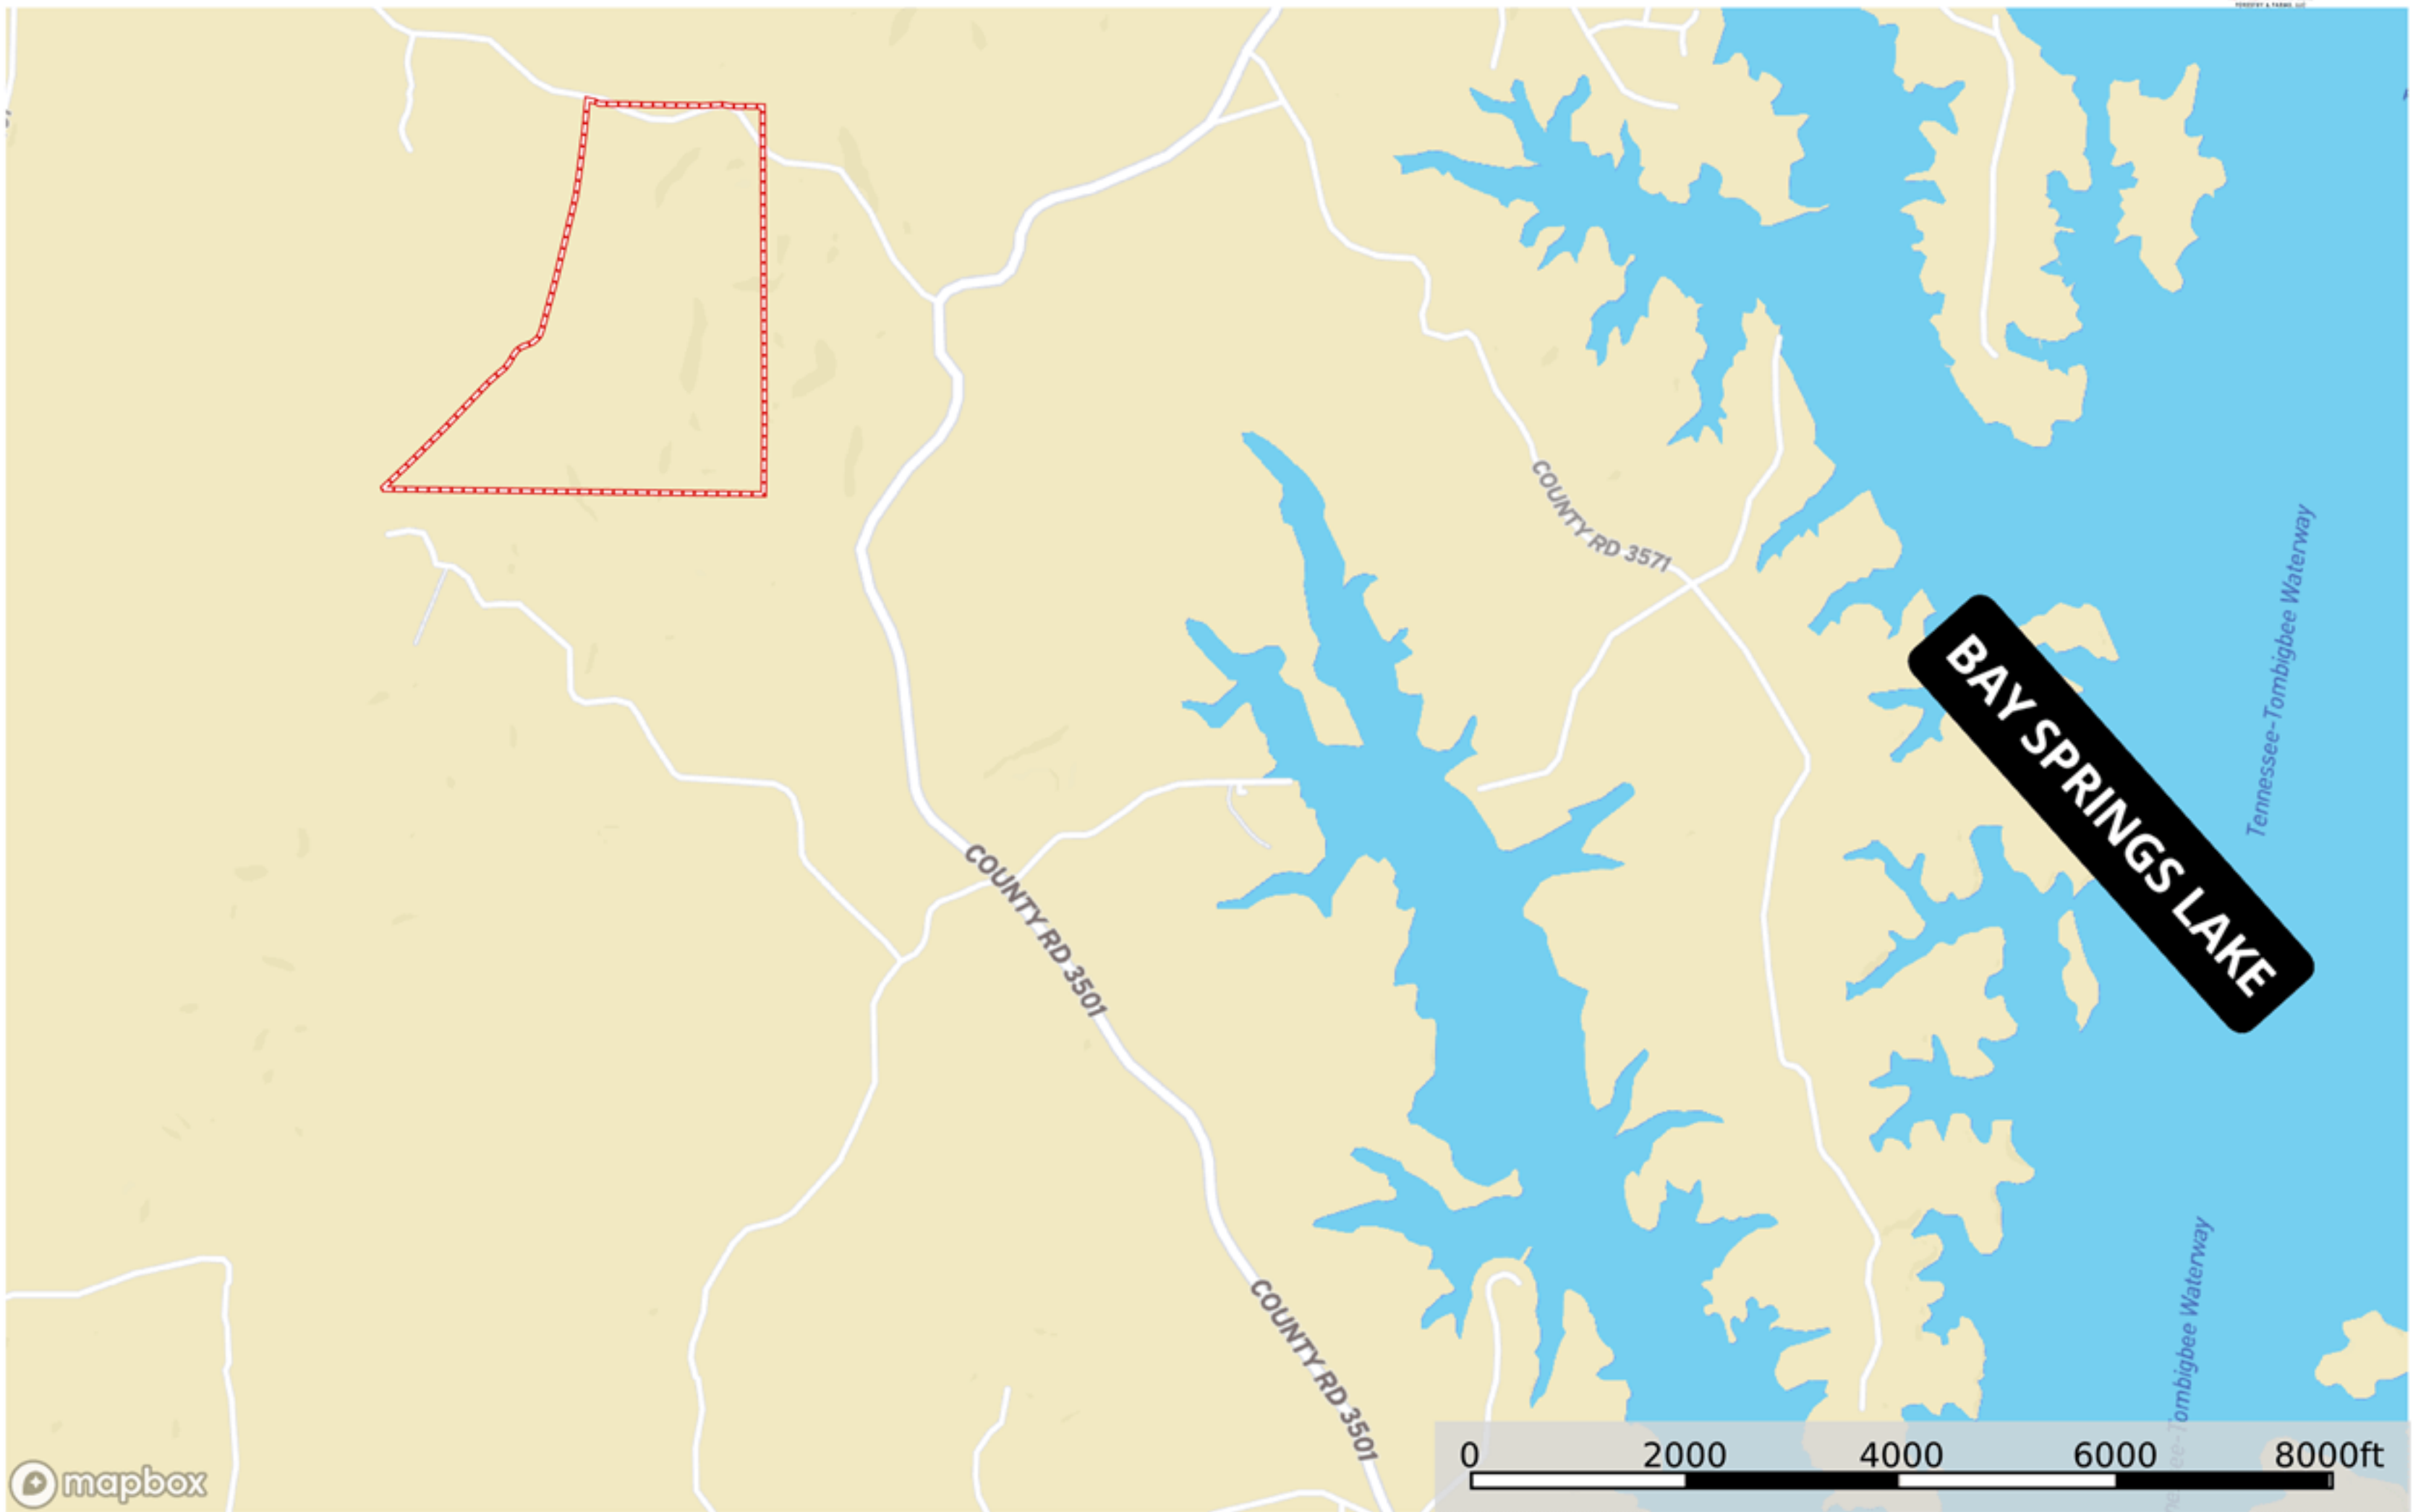 COUNTY RD 3571
Tennessee-Tombigbee Waterway
BAY SPRINGS LAKE
COUNTY RD 3501
Tombigbee Waterway
COUNTY RD 3501
0 2000 4000 6000 8000ft
mapbox